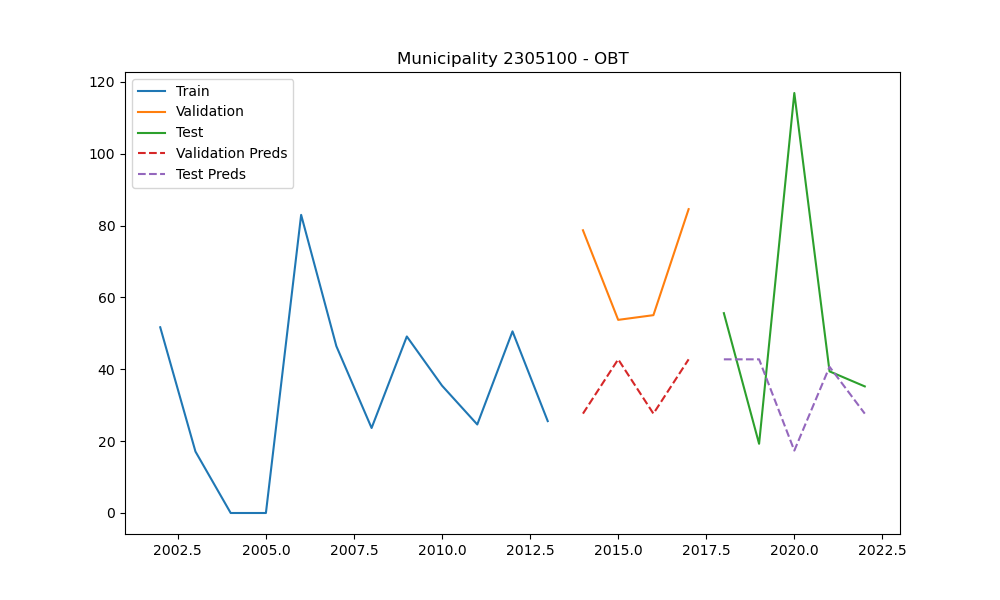 Municipality 2305100 - OBT
Train
Validation
Test
Validation Preds
Test Preds
120
100
80
60
40
20
0
2002.5 2005.0 2007.5 2010.0 2012.5 2015.0 2017.5 2020.0 2022.5